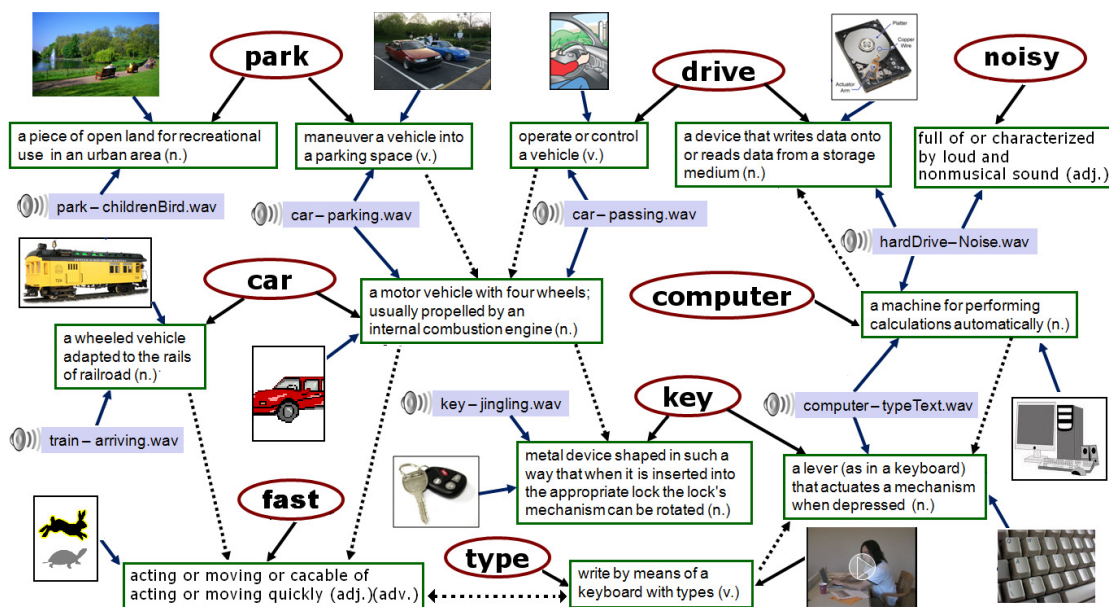 park
drive
noisy
Platter
Copper
Wire
Actuator
Arm
a piece of open land for recreational
use in an urban area (n.)
maneuver a vehicle into
a parking space (v.)
operate or control
a vehicle (v.)
a device that writes data onto
or reads data from a storage
medium (n.)
full of or characterized
by loud and
nonmusical sound (adj.)
park – childrenBird.wav
car – parking.wav
car – passing.wav
hardDrive–Noise.wav
car
computer
a motor vehicle with four wheels;
usually propelled by an
internal combustion engine (n.)
a machine for performing
calculations automatically (n.)
a wheeled vehicle
adapted to the rails
of railroad (n.)
key – jingling.wav
key
computer–typeText.wav
train – arriving.wav
metal device shaped in such a
way that when it is inserted into
the appropriate lock the lock's
mechanism can be rotated (n.)
a lever (as in a keyboard)
that actuates a mechanism
when depressed (n.)
fast
type
acting or moving or cacable of
acting or moving quickly (adj.)(adv.)
write by means of a
keyboard with types (v.)